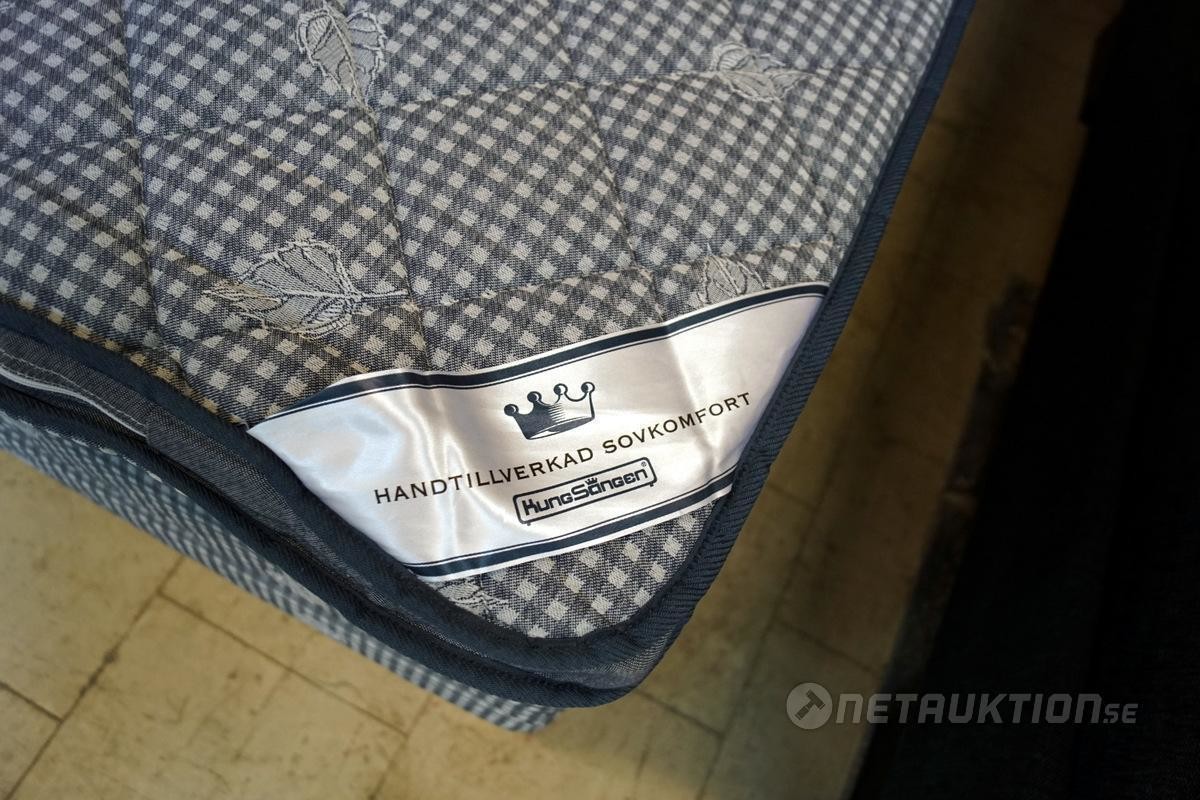 HANDTILLVERKAD SOVKOMFORT
KungSängen®
NETAUKTION.SE